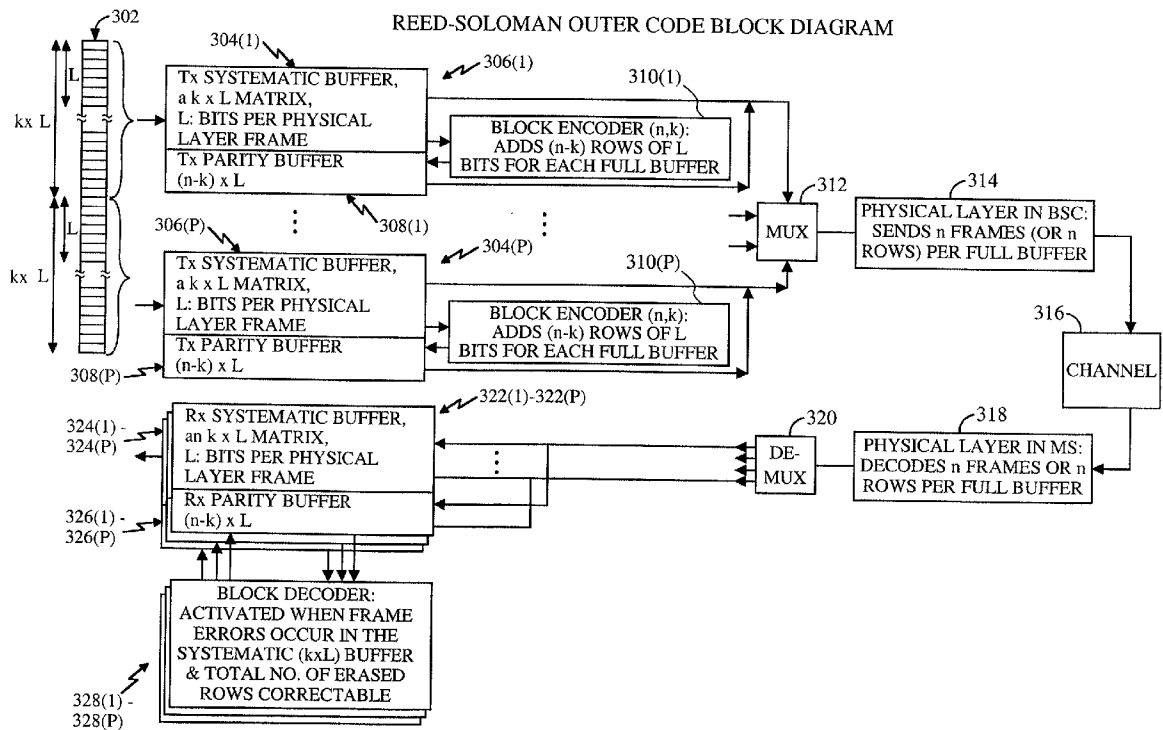 REED-SOLOMAN OUTER CODE BLOCK DIAGRAM
302
L
kx L
304(1)
306(1)
Tx SYSTEMATIC BUFFER,
a k x L MATRIX,
L: BITS PER PHYSICAL
LAYER FRAME
Tx PARITY BUFFER
(n-k) x L
308(1)
310(1)
BLOCK ENCODER (n,k):
ADDS (n-k) ROWS OF L
BITS FOR EACH FULL BUFFER
L
kx L
306(P)
304(P)
Tx SYSTEMATIC BUFFER,
a k x L MATRIX,
L: BITS PER PHYSICAL
LAYER FRAME
Tx PARITY BUFFER
(n-k) x L
308(P)
310(P)
BLOCK ENCODER (n,k):
ADDS (n-k) ROWS OF L
BITS FOR EACH FULL BUFFER
312
MUX
314
PHYSICAL LAYER IN BSC:
SENDS n FRAMES (OR n
ROWS) PER FULL BUFFER
316
CHANNEL
318
PHYSICAL LAYER IN MS:
DECODES n FRAMES OR n
ROWS PER FULL BUFFER
320
DE-
MUX
322(1)-322(P)
324(1) -
324(P)
Rx SYSTEMATIC BUFFER,
an k x L MATRIX,
L: BITS PER PHYSICAL
LAYER FRAME
Rx PARITY BUFFER
(n-k) x L
326(1) -
326(P)
BLOCK DECODER:
ACTIVATED WHEN FRAME
ERRORS OCCUR IN THE
SYSTEMATIC (kxL) BUFFER
& TOTAL NO. OF ERASED
ROWS CORRECTABLE
328(1) -
328(P)